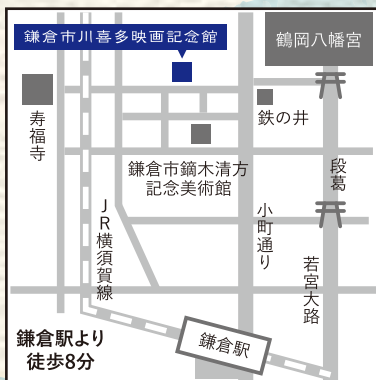 鎌倉市川喜多映画記念館
鶴岡八幡宮
寿福寺
鉄の井
鎌倉市鏑木清方
記念美術館
段葛
JR横須賀線
小町通り
若宮大路
鎌倉駅より
徒歩8分
鎌倉駅